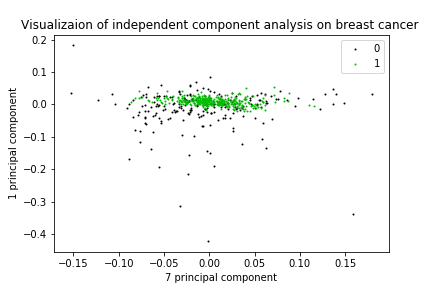 Visualizaion of independent component analysis on breast cancer
0.2
0.1
0.0
−0.1
−0.2
−0.3
−0.4
1 principal component
0
1
−0.15 −0.10 −0.05 0.00 0.05 0.10 0.15
7 principal component